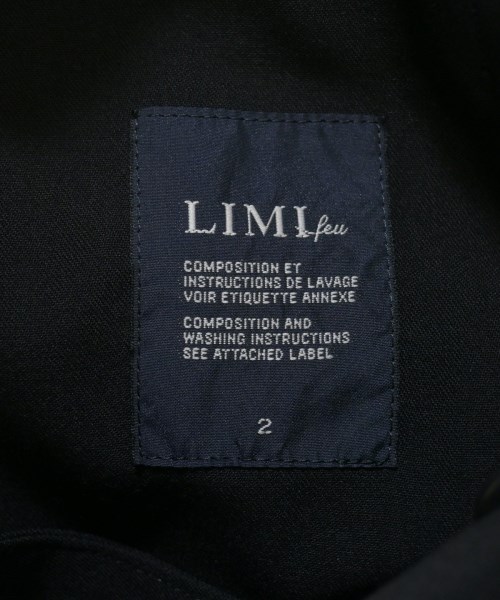 LIMI feu
COMPOSITION ET
INSTRUCTIONS DE LAVAGE
VOIR ETIQUETTE ANNEXE
COMPOSITION AND
WASHING INSTRUCTIONS
SEE ATTACHED LABEL
2